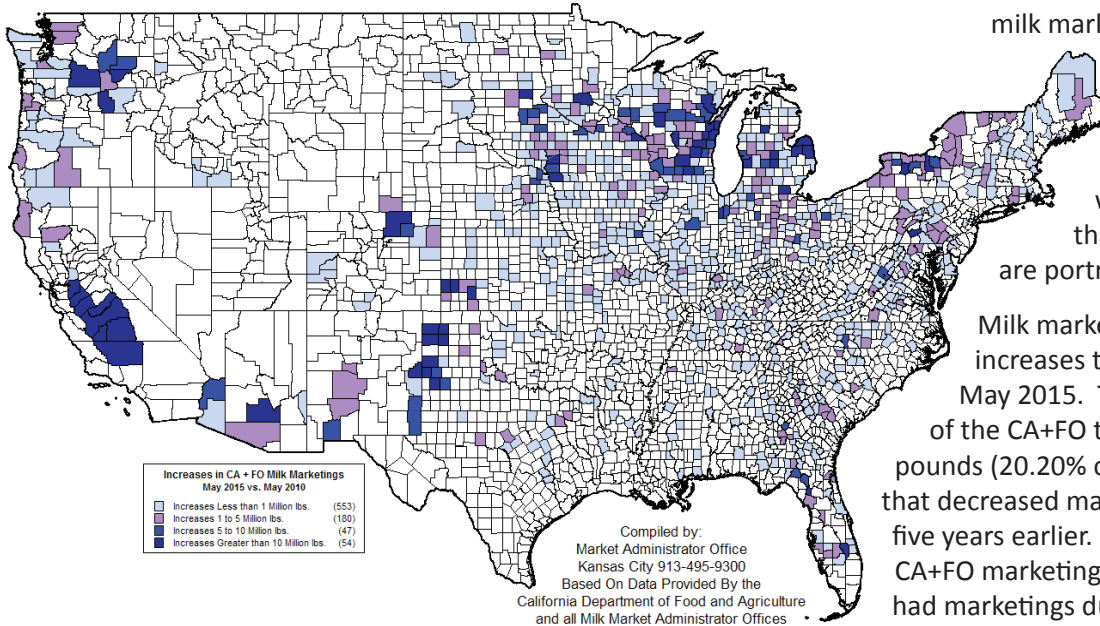 milk mark
v
tha
are portr
Milk marke
increases t
May 2015. T
of the CA+FO t
pounds (20.20% o
that decreased ma
five years earlier.
CA+FO marketing
had marketings du
Increases in CA + FO Milk Marketings
May 2015 vs. May 2010
Increases Less than 1 Million lbs. (553)
Increases 1 to 5 Million lbs. (180)
Increases 5 to 10 Million lbs. (47)
Increases Greater than 10 Million lbs. (54)
Compiled by:
Market Administrator Office
Kansas City 913-495-9300
Based On Data Provided By the
California Department of Food and Agriculture
and all Milk Market Administrator Offices